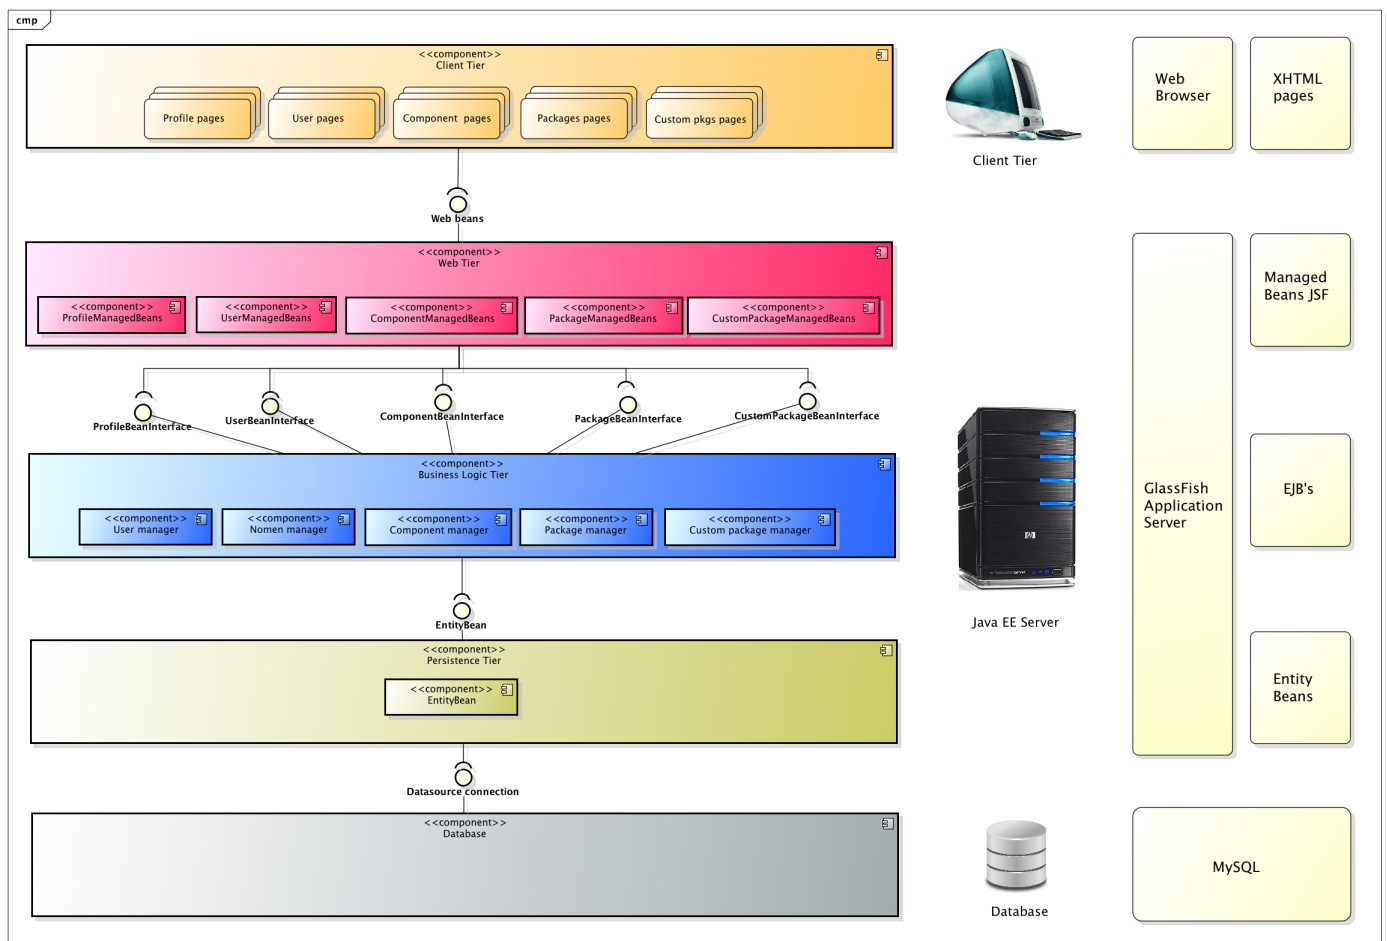 cmp
<<component>>
Client Tier
Profile pages
User pages
Component  pages
Packages pages
Custom pkgs pages
Web beans
<<component>>
Web Tier
<<component>>
ProfileManagedBeans
<<component>>
UserManagedBeans
<<component>>
ComponentManagedBeans
<<component>>
PackageManagedBeans
<<component>>
CustomPackageManagedBeans
ProfileBeanInterface
UserBeanInterface
ComponentBeanInterface
PackageBeanInterface
CustomPackageBeanInterface
<<component>>
Business Logic Tier
<<component>>
User manager
<<component>>
Nomen manager
<<component>>
Component manager
<<component>>
Package manager
<<component>>
Custom package manager
EntityBean
<<component>>
Persistence Tier
<<component>>
EntityBean
Datasource connection
<<component>>
Database
Client Tier
Java EE Server
Database
Web
Browser
XHTML
pages
GlassFish
Application
Server
Managed
Beans JSF
EJB's
Entity
Beans
MySQL